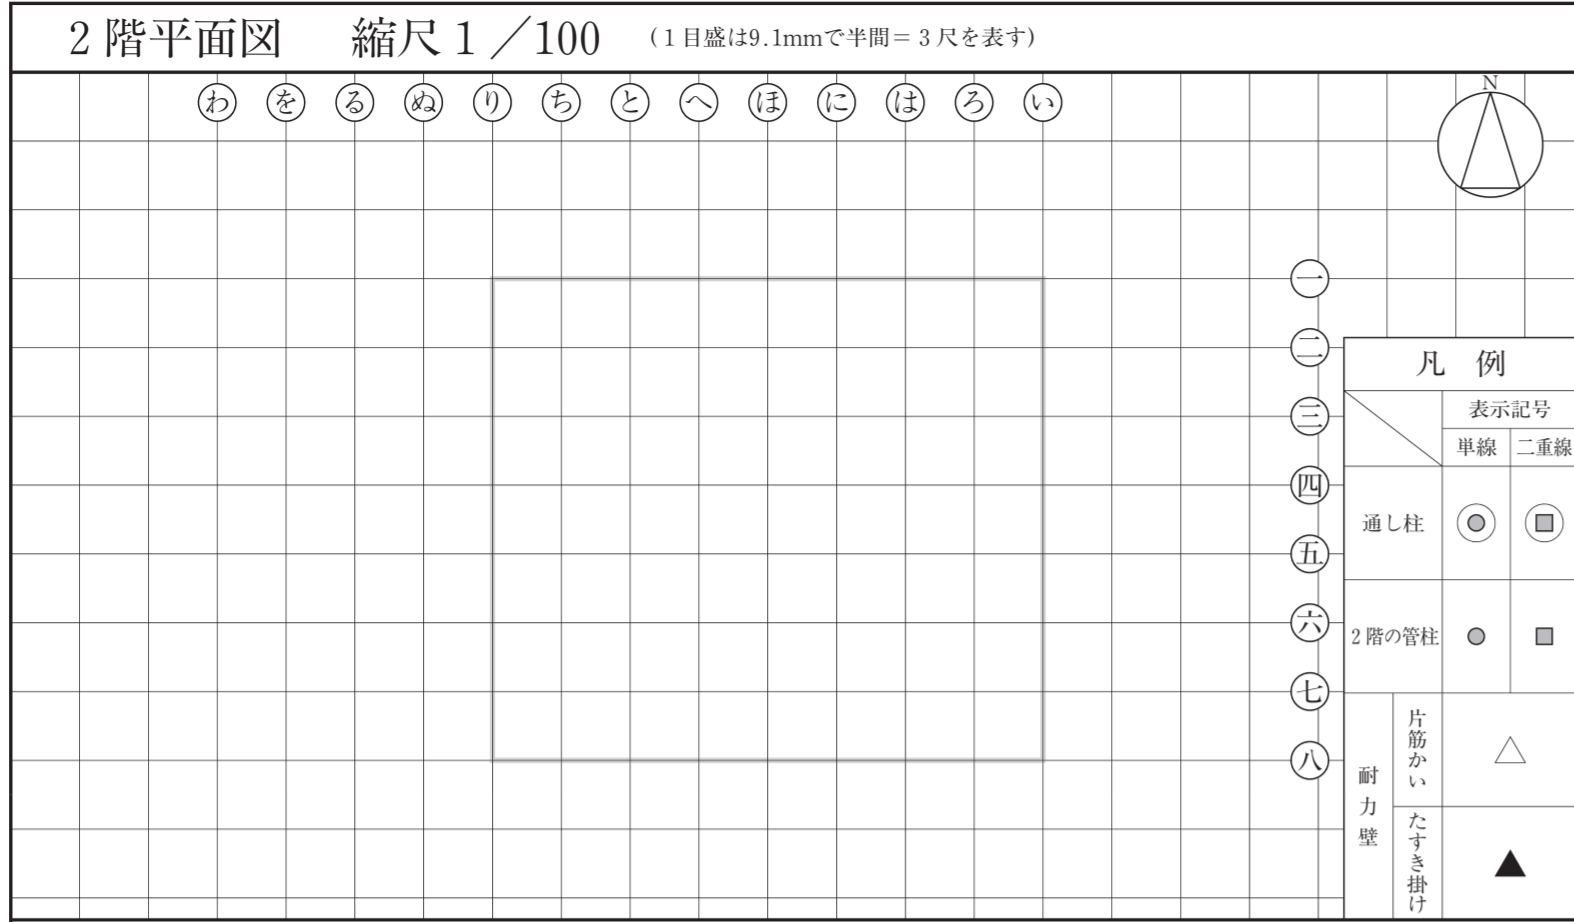 2階平面図 縮尺1/100 (1目盛は9.1mmで半間=3尺を表す)
わ を る ぬ り ち と へ ほ に は ろ い
N
一
二
三
四
五
六
七
八
凡 例
表示記号
単線 二重線
通し柱
2階の管柱
耐力壁
片筋かい
たすき掛け